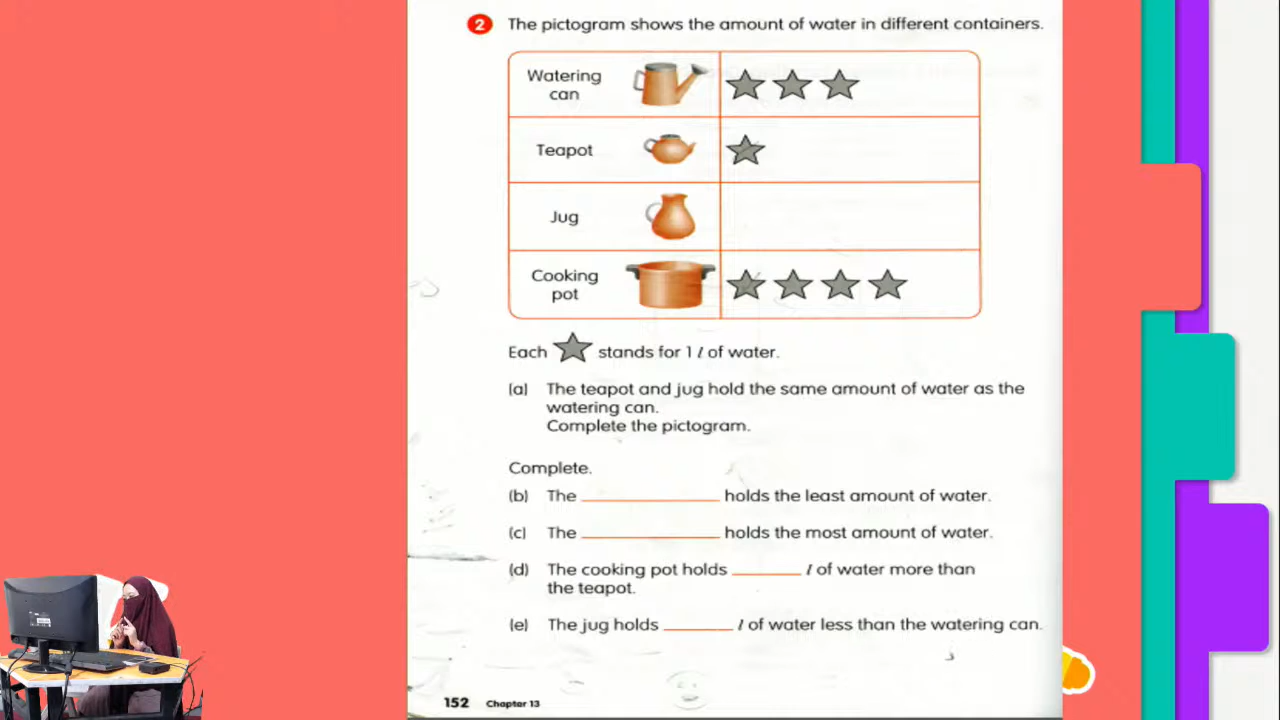 2 The pictogram shows the amount of water in different containers.
Watering
can
Teapot
Jug
Cooking
pot
Each ★ stands for 1 l of water.
(a) The teapot and jug hold the same amount of water as the
watering can.
Complete the pictogram.
Complete.
(b) The ____________ holds the least amount of water.
(c) The ____________ holds the most amount of water.
(d) The cooking pot holds ______ l of water more than
the teapot.
(e) The jug holds ______ l of water less than the watering can.
152 Chapter 13